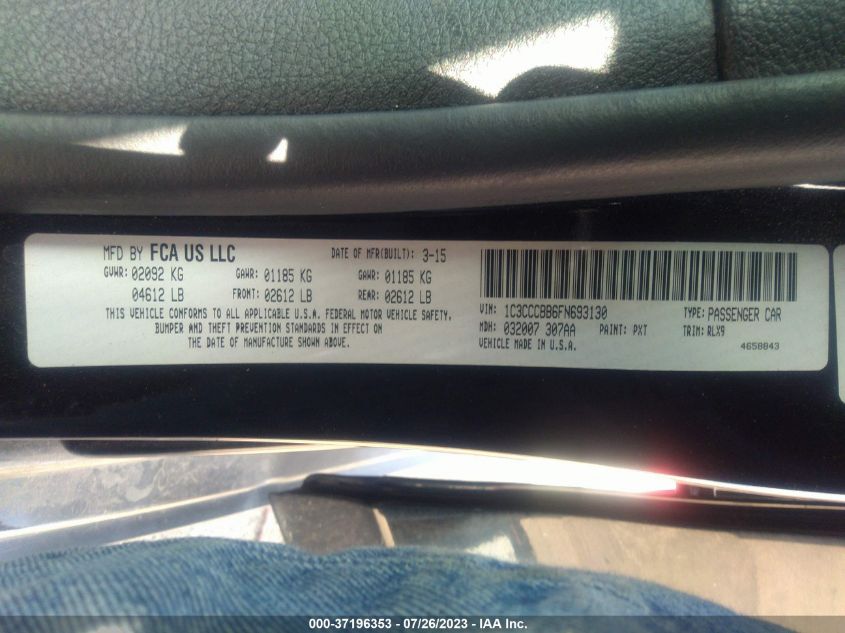 MFD BY FCA US LLC
DATE OF MFR(BUILT): 3-15
GVWR: 02092 KG GAWR: 01185 KG GAWR: 01185 KG
04612 LB FRONT: 02612 LB REAR: 02612 LB
THIS VEHICLE CONFORMS TO ALL APPLICABLE U.S.A. FEDERAL MOTOR VEHICLE SAFETY,
BUMPER AND THEFT PREVENTION STANDARDS IN EFFECT ON
THE DATE OF MANUFACTURE SHOWN ABOVE.
VIN: 1C3CCCBB6FN693130 TYPE: PASSENGER CAR
MDH: 032007 307AA PAINT: PXT TRIM: RLX9
VEHICLE MADE IN U.S.A. 4658843
000-37196353 - 07/26/2023 - IAA Inc.